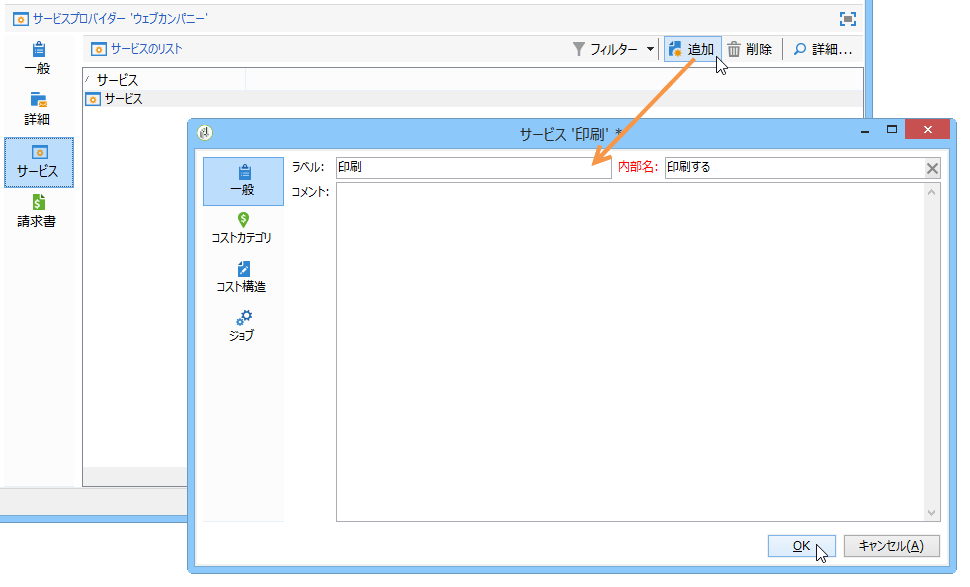 サービスプロバイダー 'ウェブカンパニー'
一般
詳細
サービス
請求書
サービスのリスト
フィルター
追加
削除
詳細...
サービス
サービス
サービス '印刷' *
一般
コストカテゴリ
コスト構造
ジョブ
ラベル: 印刷
内部名: 印刷する
コメント:
OK
キャンセル(A)